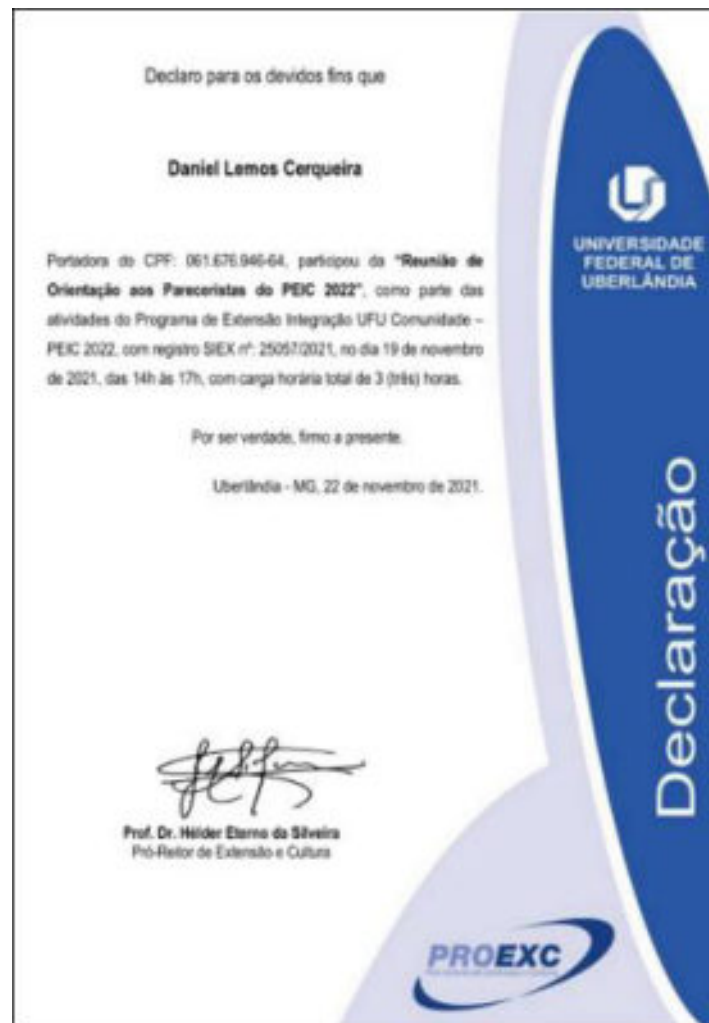 Declaro para os devidos fins que
Daniel Lemos Cerqueira
Portadora do CPF: 061.676.946-64, participou da "Reunião de
Orientação aos Pareceristas do PEIC 2022", como parte das
atividades do Programa de Extensão Integração UFU Comunidade –
PEIC 2022, com registro SIEX nº: 25057/2021, no dia 19 de novembro
de 2021, das 14h às 17h, com carga horária total de 3 (três) horas.
Por ser verdade, firmo a presente.
Uberlândia - MG, 22 de novembro de 2021.
Prof. Dr. Hélder Eterno da Silveira
Pró-Reitor de Extensão e Cultura
UNIVERSIDADE
FEDERAL DE
UBERLÂNDIA
Declaração
PROEXC